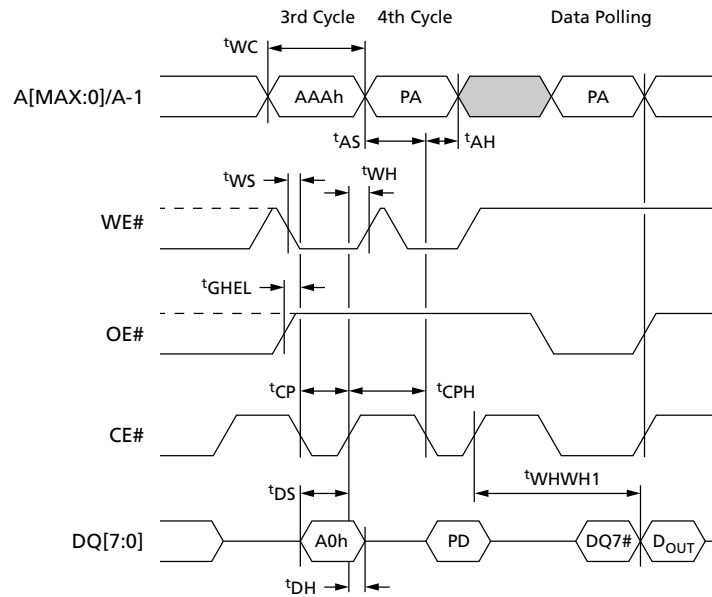 3rd Cycle 4th Cycle Data Polling
tWC
A[MAX:0]/A-1 AAAh PA PA
tAS tAH
tWS tWH
WE#
tGHEL
OE#
tCP tCPH
CE#
tWHWH1
tDS
DQ[7:0] A0h PD DQ7# DOUT
tDH